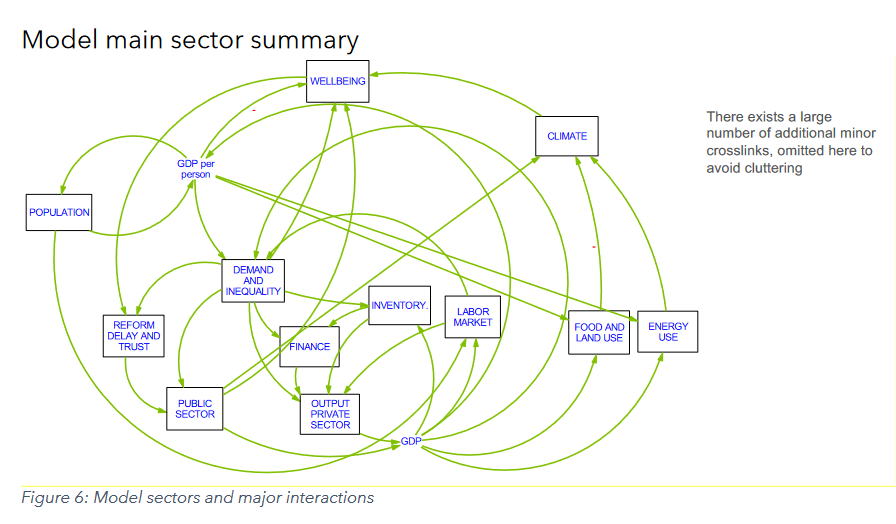 Model main sector summary
WELLBEING
There exists a large
number of additional minor
crosslinks, omitted here to
avoid cluttering
CLIMATE
GDP per
person
POPULATION
DEMAND
AND
INEQUALITY
INVENTORY.
LABOR
MARKET
REFORM
DELAY AND
TRUST
FINANCE
FOOD AND
LAND USE
ENERGY
USE
PUBLIC
SECTOR
OUTPUT
PRIVATE
SECTOR
GDP
Figure 6: Model sectors and major interactions